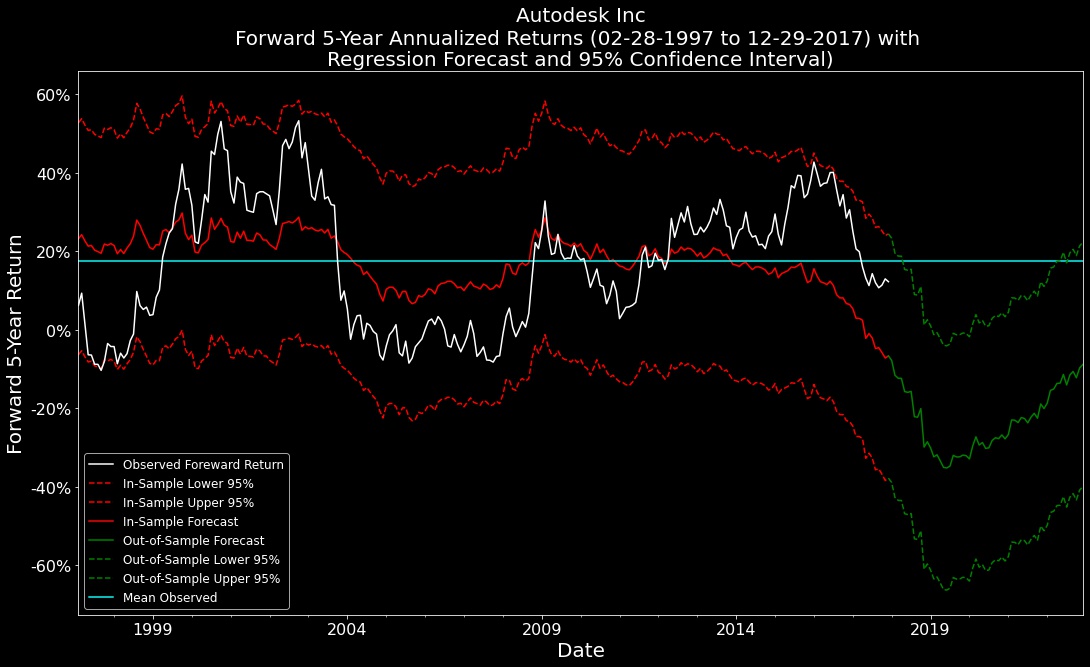 Autodesk Inc
Forward 5-Year Annualized Returns (02-28-1997 to 12-29-2017) with
Regression Forecast and 95% Confidence Interval)
Forward 5-Year Return
60%
40%
20%
0%
-20%
-40%
-60%
Observed Foreward Return
In-Sample Lower 95%
In-Sample Upper 95%
In-Sample Forecast
Out-of-Sample Forecast
Out-of-Sample Lower 95%
Out-of-Sample Upper 95%
Mean Observed
1999 2004 2009 2014 2019
Date